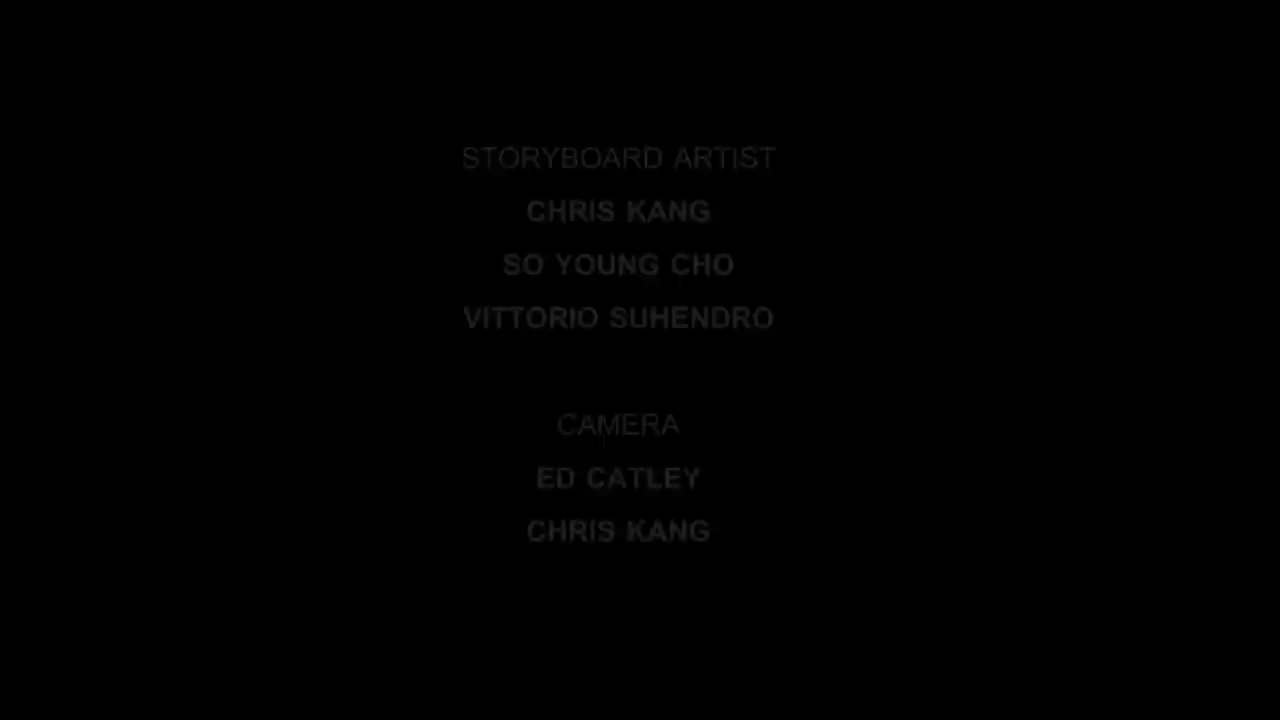 STORYBOARD ARTIST
CHRIS KANG
SO YOUNG CHO
VITTORIO SUHENDRO
CAMERA
ED CATLEY
CHRIS KANG